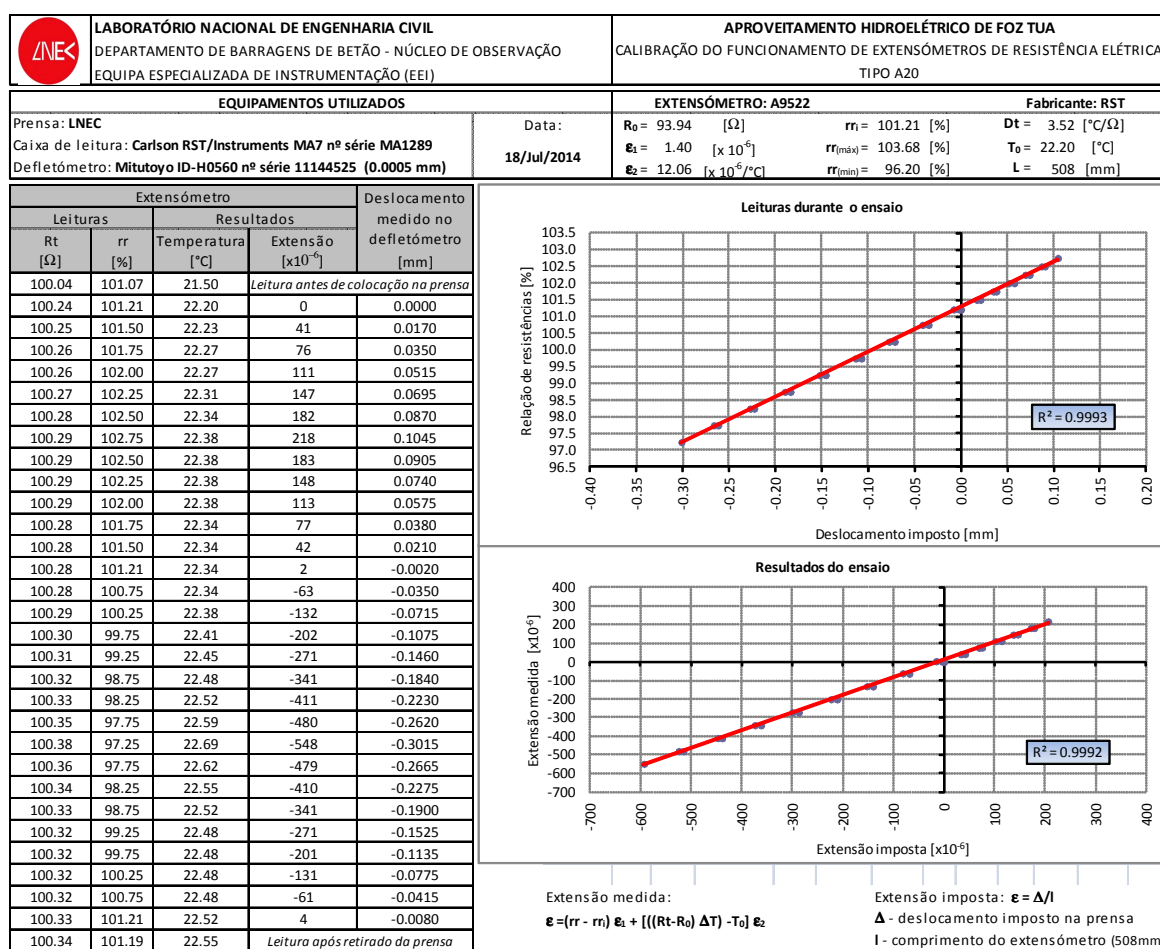 LNEC
LABORATÓRIO NACIONAL DE ENGENHARIA CIVIL
DEPARTAMENTO DE BARRAGENS DE BETÃO - NÚCLEO DE OBSERVAÇÃO
EQUIPA ESPECIALIZADA DE INSTRUMENTAÇÃO (EEI)
APROVEITAMENTO HIDROELÉTRICO DE FOZ TUA
CALIBRAÇÃO DO FUNCIONAMENTO DE EXTENSÓMETROS DE RESISTÊNCIA ELÉTRICA
TIPO A20
EQUIPAMENTOS UTILIZADOS
Prensa: LNEC
Caixa de leitura: Carlson RST/Instruments MA7 nº série MA1289
Defletómetro: Mitutoyo ID-H0560 nº série 11144525 (0.0005 mm)
Data:
18/Jul/2014
EXTENSÓMETRO: A9522 Fabricante: RST
R₀ = 93.94 [Ω] rrᵢ = 101.21 [%] Dt = 3.52 [°C/Ω]
ε₁ = 1.40 [x 10⁻⁶] rr(máx) = 103.68 [%] T₀ = 22.20 [°C]
ε₂ = 12.06 [x 10⁻⁶/°C] rr(min) = 96.20 [%] L = 508 [mm]
Extensómetro Deslocamento
Leituras Resultados medido no
Rt rr Temperatura Extensão defletómetro
[Ω] [%] [°C] [x10⁻⁶] [mm]
100.04 101.07 21.50 Leitura antes de colocação na prensa
100.24 101.21 22.20 0 0.0000
100.25 101.50 22.23 41 0.0170
100.26 101.75 22.27 76 0.0350
100.26 102.00 22.27 111 0.0515
100.27 102.25 22.31 147 0.0695
100.28 102.50 22.34 182 0.0870
100.29 102.75 22.38 218 0.1045
100.29 102.50 22.38 183 0.0905
100.29 102.25 22.38 148 0.0740
100.29 102.00 22.38 113 0.0575
100.28 101.75 22.34 77 0.0380
100.28 101.50 22.34 42 0.0210
100.28 101.21 22.34 2 -0.0020
100.28 100.75 22.34 -63 -0.0350
100.29 100.25 22.38 -132 -0.0715
100.30 99.75 22.41 -202 -0.1075
100.31 99.25 22.45 -271 -0.1460
100.32 98.75 22.48 -341 -0.1840
100.33 98.25 22.52 -411 -0.2230
100.35 97.75 22.59 -480 -0.2620
100.38 97.25 22.69 -548 -0.3015
100.36 97.75 22.62 -479 -0.2665
100.34 98.25 22.55 -410 -0.2275
100.33 98.75 22.52 -341 -0.1900
100.32 99.25 22.48 -271 -0.1525
100.32 99.75 22.48 -201 -0.1135
100.32 100.25 22.48 -131 -0.0775
100.32 100.75 22.48 -61 -0.0415
100.33 101.21 22.52 4 -0.0080
100.34 101.19 22.55 Leitura após retirado da prensa
Leituras durante o ensaio
Relação de resistências [%]
103.5
103.0
102.5
102.0
101.5
101.0
100.5
100.0
99.5
99.0
98.5
98.0
97.5
97.0
96.5
R² = 0.9993
-0.40 -0.35 -0.30 -0.25 -0.20 -0.15 -0.10 -0.05 0.00 0.05 0.10 0.15 0.20
Deslocamento imposto [mm]
Resultados do ensaio
Extensão medida [x10⁻⁶]
400
300
200
100
0
-100
-200
-300
-400
-500
-600
-700
R² = 0.9992
-700 -600 -500 -400 -300 -200 -100 0 100 200 300 400
Extensão imposta [x10⁻⁶]
Extensão medida:
ε =(rr - rrᵢ) ε₁ + [((Rt-R₀) ΔT) -T₀] ε₂
Extensão imposta: ε = Δ/l
Δ - deslocamento imposto na prensa
l - comprimento do extensómetro (508mm